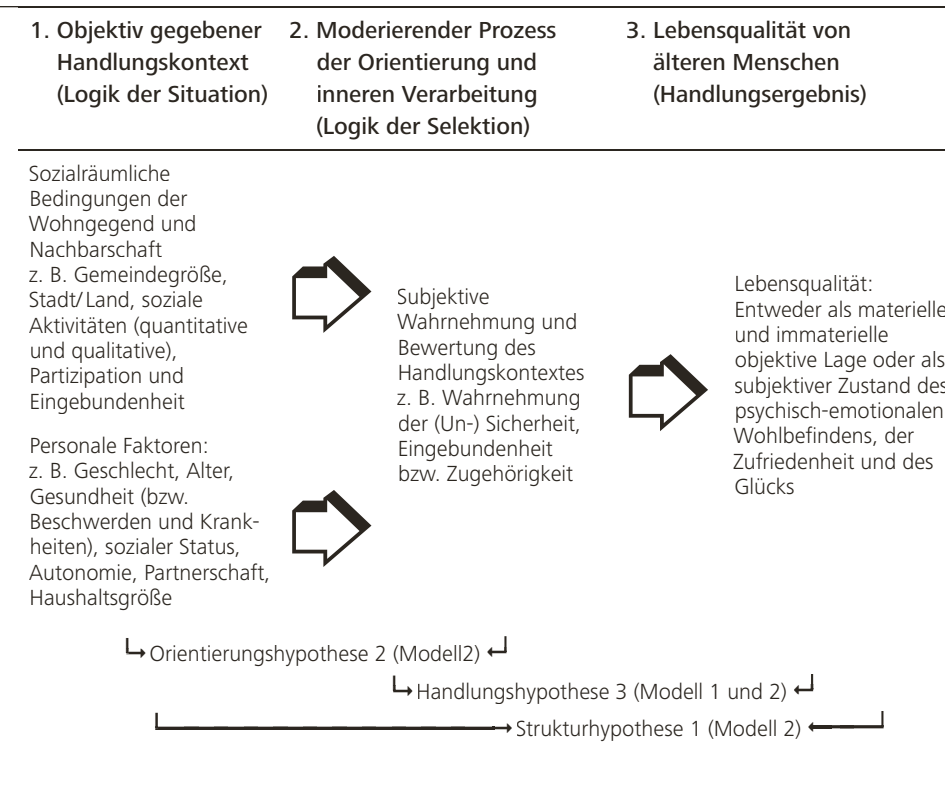 1. Objektiv gegebener
Handlungskontext
(Logik der Situation)
2. Moderierender Prozess
der Orientierung und
inneren Verarbeitung
(Logik der Selektion)
3. Lebensqualität von
älteren Menschen
(Handlungsergebnis)
Sozialräumliche
Bedingungen der
Wohngegend und
Nachbarschaft
z. B. Gemeindegröße,
Stadt/Land, soziale
Aktivitäten (quantitative
und qualitative),
Partizipation und
Eingebundenheit
Personale Faktoren:
z. B. Geschlecht, Alter,
Gesundheit (bzw.
Beschwerden und Krank-
heiten), sozialer Status,
Autonomie, Partnerschaft,
Haushaltsgröße
Subjektive
Wahrnehmung und
Bewertung des
Handlungskontextes
z. B. Wahrnehmung
der (Un-) Sicherheit,
Eingebundenheit
bzw. Zugehörigkeit
Lebensqualität:
Entweder als materielle
und immaterielle
objektive Lage oder als
subjektiver Zustand des
psychisch-emotionalen
Wohlbefindens, der
Zufriedenheit und des
Glücks
Orientierungshypothese 2 (Modell2)
Handlungshypothese 3 (Modell 1 und 2)
Strukturhypothese 1 (Modell 2)